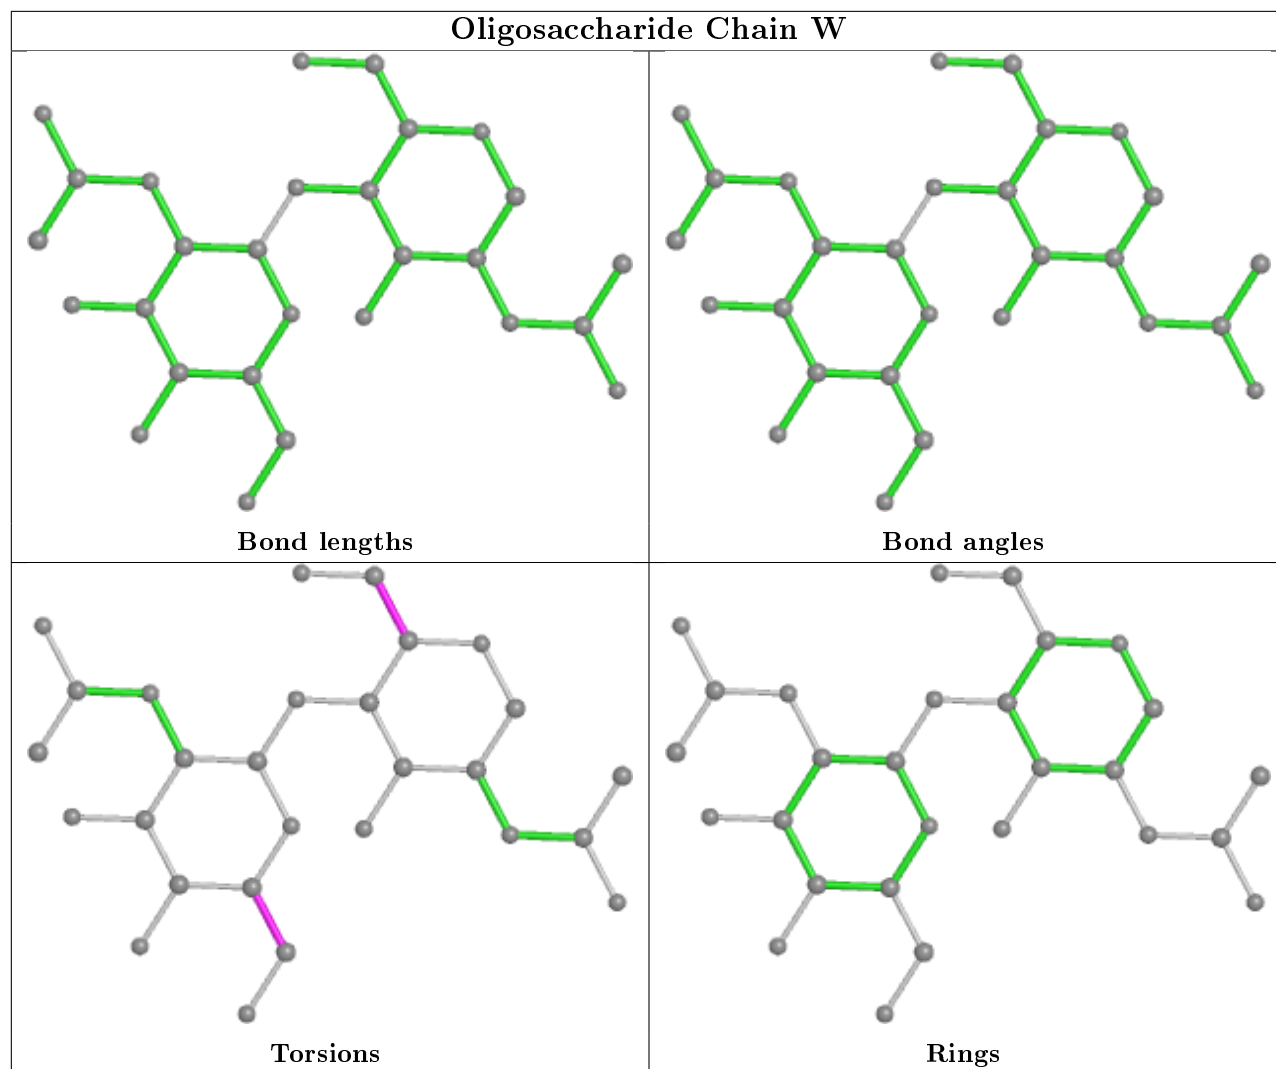 Oligosaccharide Chain W
Bond lengths
Bond angles
Torsions
Rings